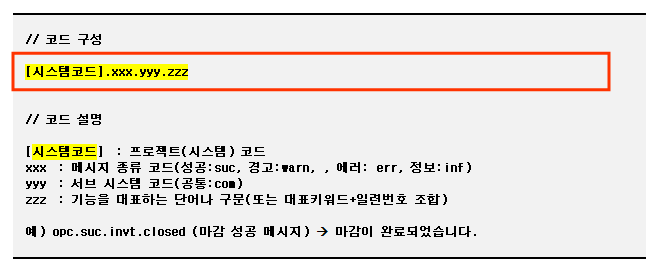 // 코드 구성
[시스템코드].xxx.yyy.zzz
// 코드 설명
[시스템코드] : 프로젝트(시스템) 코드
xxx : 메시지 종류 코드(성공:suc, 경고:warn, , 에러: err, 정보:inf)
yyy : 서브 시스템 코드(공통:com)
zzz : 기능을 대표하는 단어나 구문(또는 대표키워드+일련번호 조합)
예) opc.suc.invt.closed (마감 성공 메시지) → 마감이 완료되었습니다.